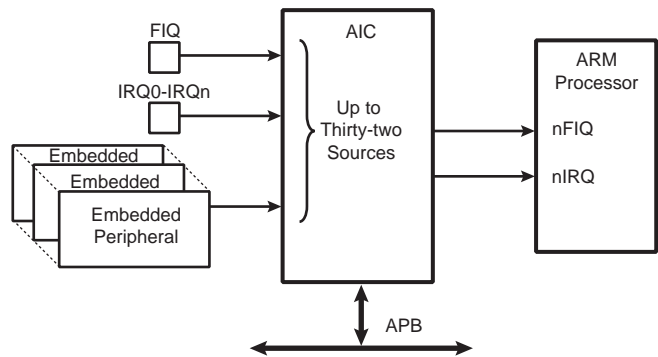 FIQ
IRQ0-IRQn
Embedded
Embedded
Embedded
Peripheral
AIC
Up to
Thirty-two
Sources
ARM
Processor
nFIQ
nIRQ
APB